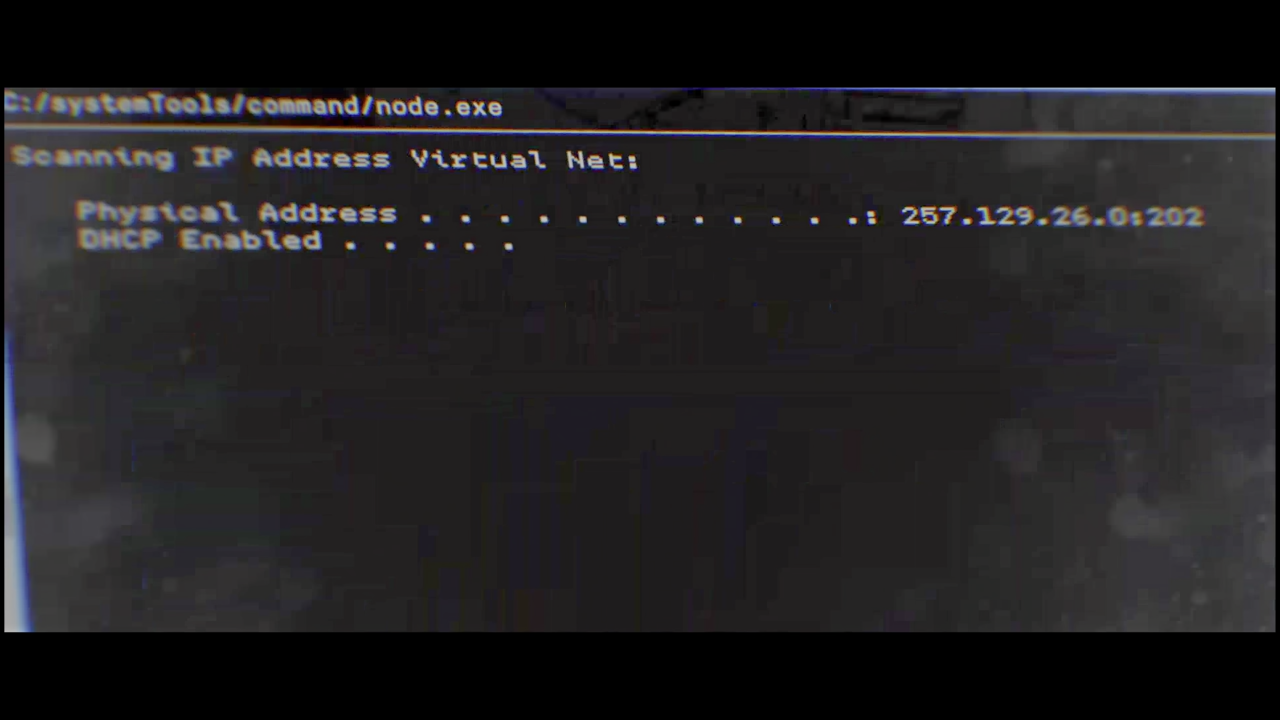 C:/systemTools/command/node.exe
Scanning IP Address Virtual Net:
Physical Address . . . . . . . . . . . . .: 257.129.26.0:202
DHCP Enabled . . . . .